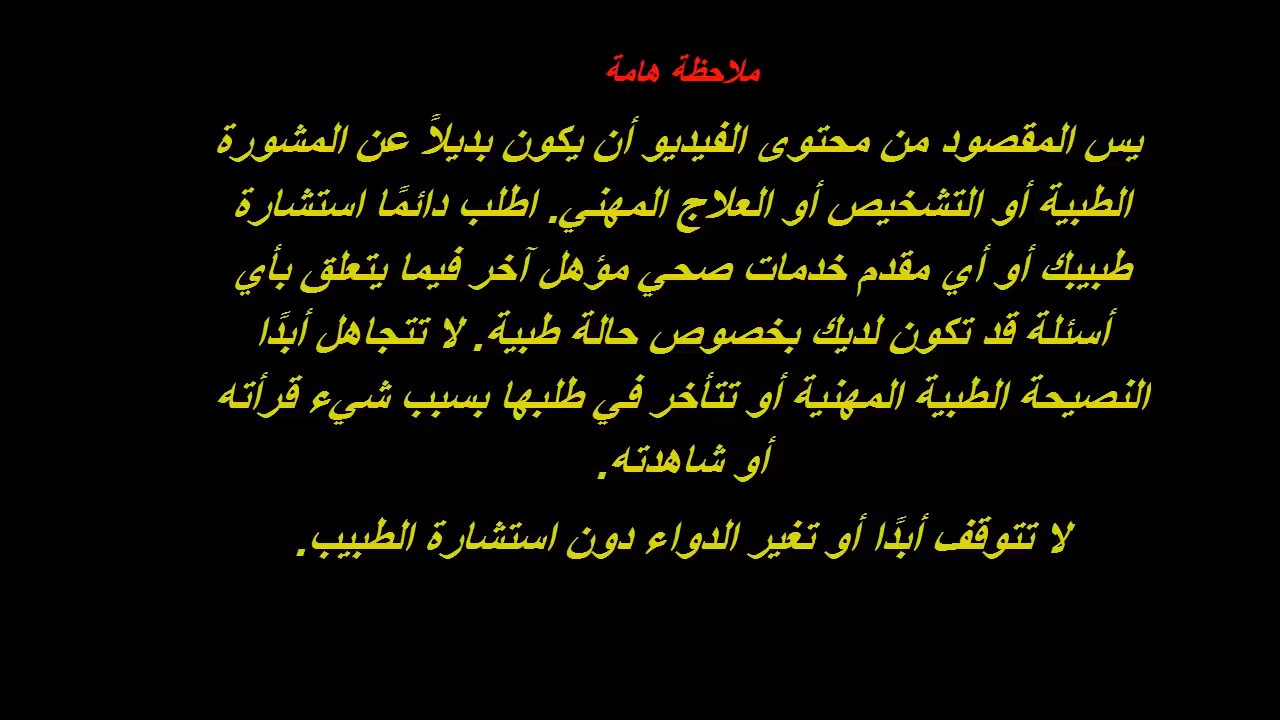 ملاحظة هامة
يس المقصود من محتوى الفيديو أن يكون بديلاً عن المشورة
الطبية أو التشخيص أو العلاج المهني. اطلب دائمًا استشارة
طبيبك أو أي مقدم خدمات صحي مؤهل آخر فيما يتعلق بأي
أسئلة قد تكون لديك بخصوص حالة طبية. لا تتجاهل أبدًا
النصيحة الطبية المهنية أو تتأخر في طلبها بسبب شيء قرأته
أو شاهدته.
لا تتوقف أبدًا أو تغير الدواء دون استشارة الطبيب.